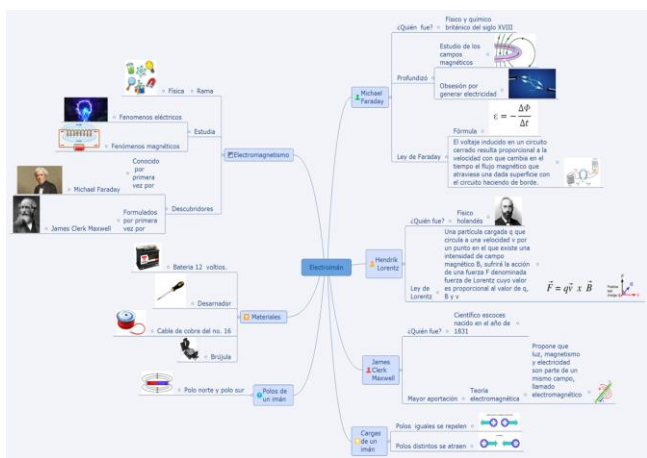 Electroimán
Electromagnetismo
Rama
Física
Estudia
Fenomenos eléctricos
Fenómenos magnéticos
Descubridores
Conocido
por
primera
vez por
Michael Faraday
Formulados
por primera
vez por
James Clerk Maxwell
Materiales
Bateria 12 voltios.
Desarnador
Cable de cobre del no. 16
Brújula
Polos de
un imán
Polo norte y polo sur
Michael
Faraday
¿Quién fue?
Físico y químico
británico del siglo XVIII
Profundizó
Estudio de los
campos
magnéticos
Obsesión por
generar electricidad
Ley de Faraday
Fórmula
ε = − ΔΦ
Δt
El voltaje inducido en un circuito
cerrado resulta proporcional a la
velocidad con que cambia en el
tiempo el flujo magnético que
atraviesa una dada superficie con
el circuito haciendo de borde.
Hendrik
Lorentz
¿Quién fue?
Físico
holandés
Ley de
Lorentz
Una partícula cargada q que
circula a una velocidad v por
un punto en el que existe una
intensidad de campo
magnético B, sufrirá la acción
de una fuerza F denominada
fuerza de Lorentz cuyo valor
es proporcional al valor de q,
B y v
F = qv x B
James
Clerk
Maxwell
¿Quién fue?
Científico escoces
nacido en el año de
1831
Mayor aportación
Teoría
electromagnética
Propone que
luz, magnetismo
y electricidad
son parte de un
mismo campo,
llamado
electromagnético
Cargas
de un
imán
Polos iguales se repelen
Polos distintos se atraen